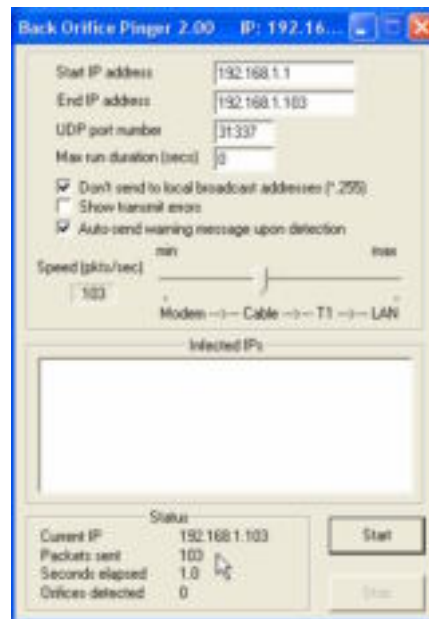 Back Orifice Pinger 2.00 IP: 192.16...
Start IP address 192.168.1.1
End IP address 192.168.1.103
UDP port number 31337
Max run duration (secs) 0
Don't send to local broadcast addresses (*.255)
Show transmit errors
Auto-send warning message upon detection
min max
Speed (pkts/sec)
103
Modem --> Cable --> T1 --> LAN
Infected IPs
Status
Current IP 192.168.1.103
Packets sent 103
Seconds elapsed 1.0
Orifices detected 0
Start
Stop